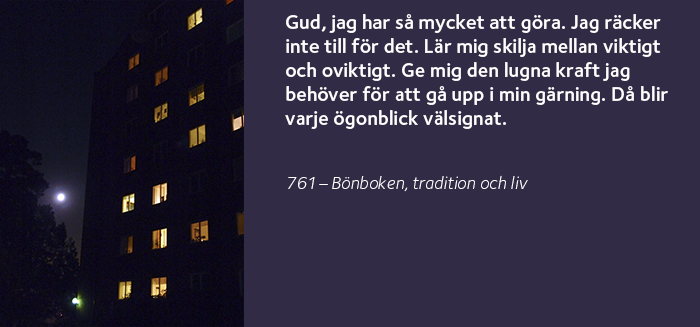 Gud, jag har så mycket att göra. Jag räcker
inte till för det. Lär mig skilja mellan viktigt
och oviktigt. Ge mig den lugna kraft jag
behöver för att gå upp i min gärning. Då blir
varje ögonblick välsignat.
761 – Bönboken, tradition och liv